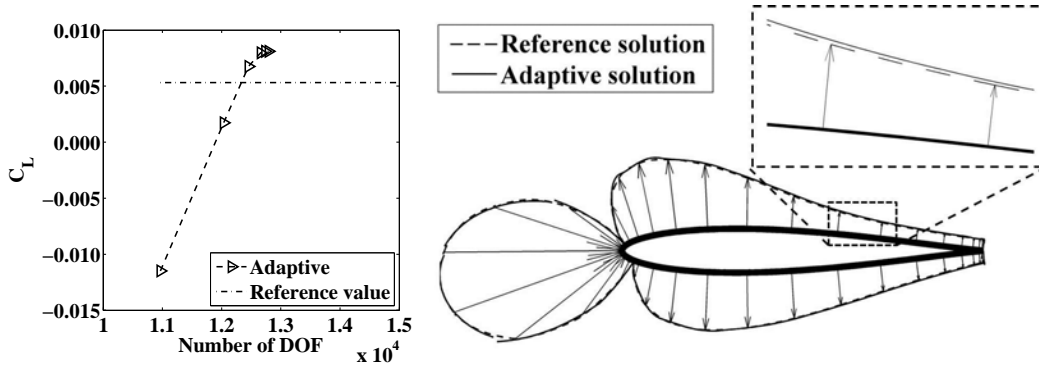 0.010
0.005
0.000
−0.005
−0.010
−0.015
C_L
Adaptive
Reference value
1
1.1
1.2
1.3
1.4
1.5
Number of DOF
x 10^4
Reference solution
Adaptive solution